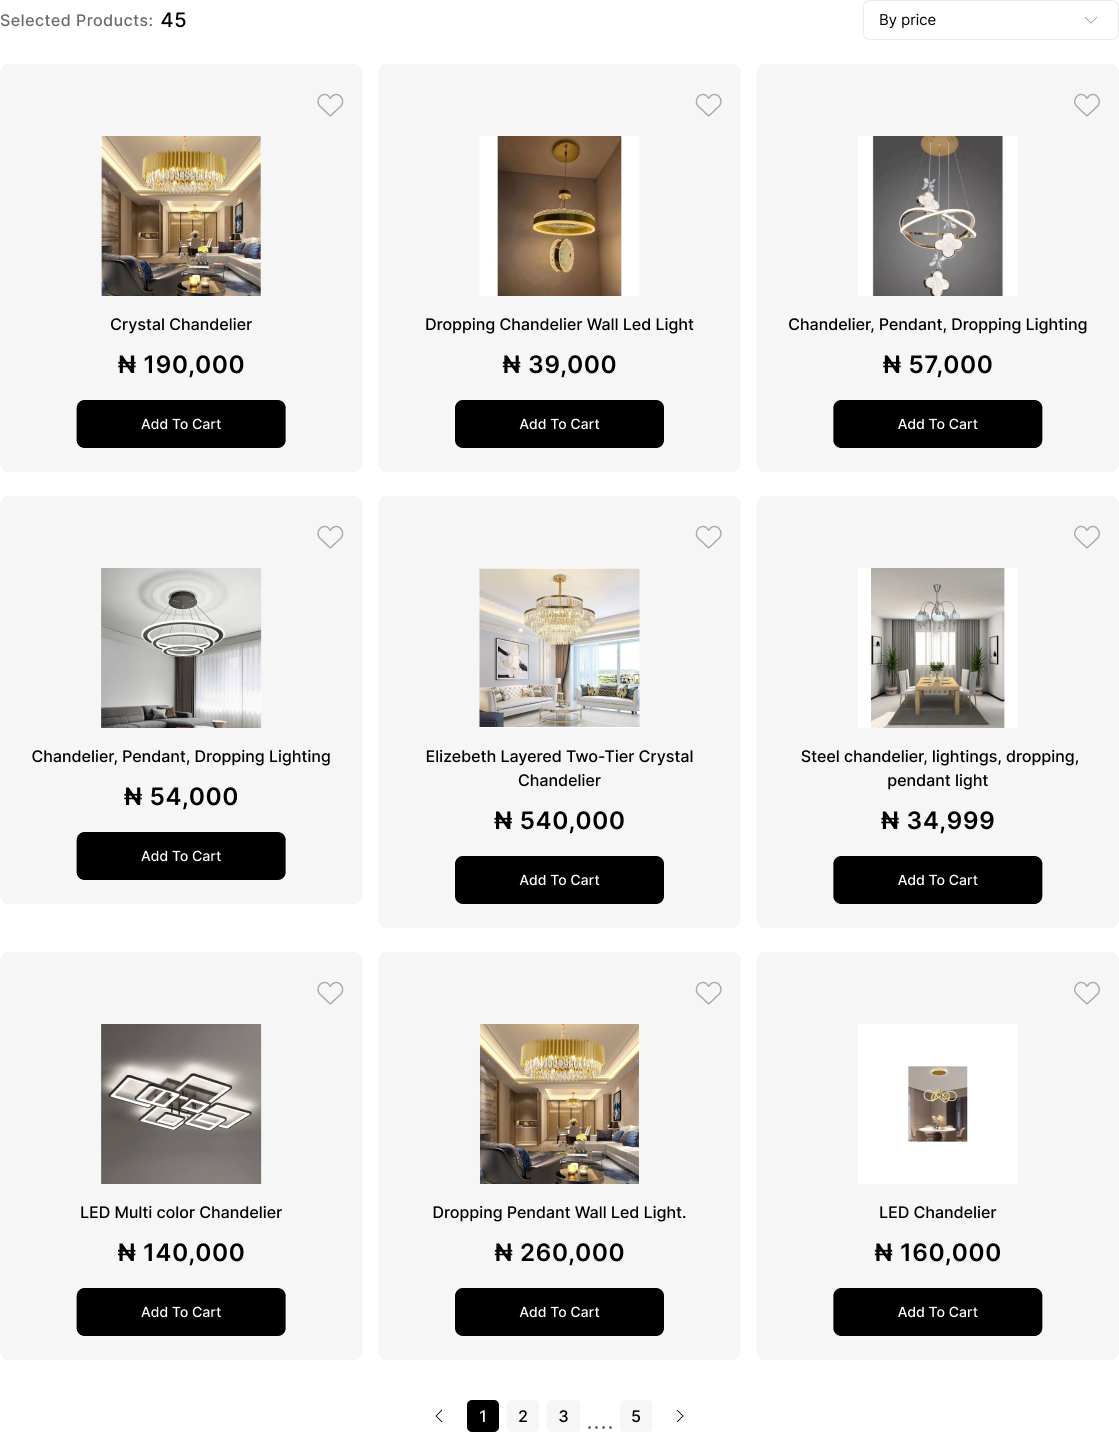 Selected Products: 45
By price
Crystal Chandelier
₦ 190,000
Add To Cart
Dropping Chandelier Wall Led Light
₦ 39,000
Add To Cart
Chandelier, Pendant, Dropping Lighting
₦ 57,000
Add To Cart
Chandelier, Pendant, Dropping Lighting
₦ 54,000
Add To Cart
Elizebeth Layered Two-Tier Crystal
Chandelier
₦ 540,000
Add To Cart
Steel chandelier, lightings, dropping,
pendant light
₦ 34,999
Add To Cart
LED Multi color Chandelier
₦ 140,000
Add To Cart
Dropping Pendant Wall Led Light.
₦ 260,000
Add To Cart
LED Chandelier
₦ 160,000
Add To Cart
1 2 3 .... 5